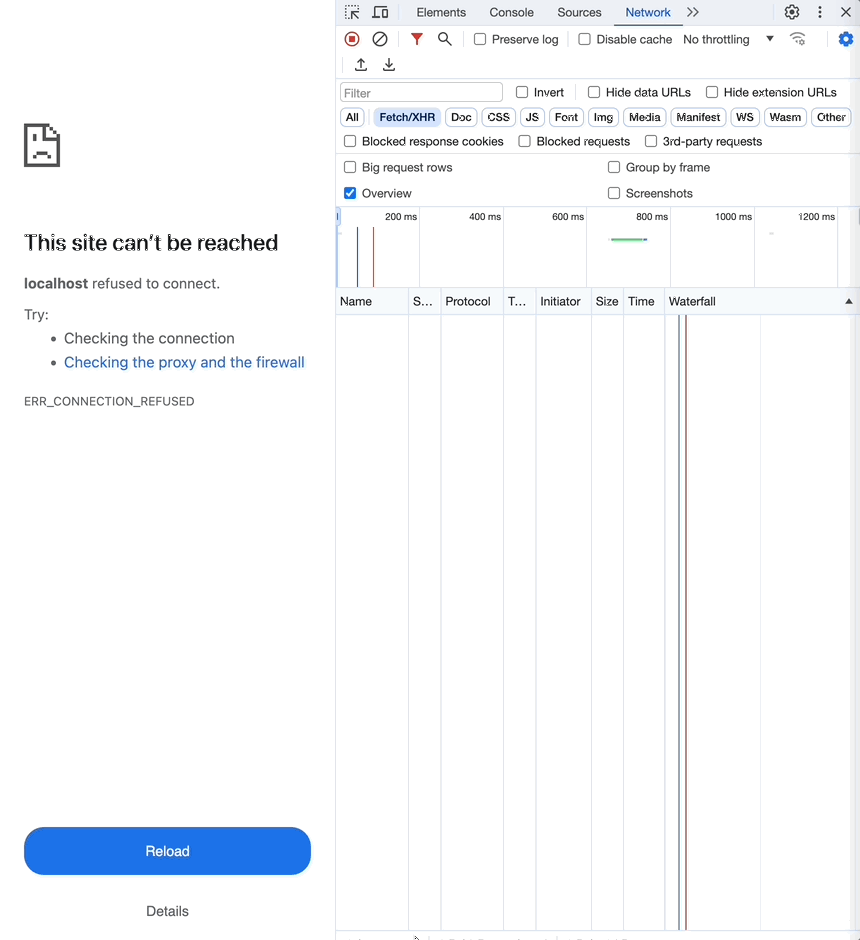 This site can't be reached
localhost refused to connect.
Try:
Checking the connection
Checking the proxy and the firewall
ERR_CONNECTION_REFUSED
Reload
Details
Elements Console Sources Network
Preserve log Disable cache No throttling
Filter Invert Hide data URLs Hide extension URLs
All Fetch/XHR Doc CSS JS Font Img Media Manifest WS Wasm Other
Blocked response cookies Blocked requests 3rd-party requests
Big request rows Group by frame
Overview Screenshots
200 ms 400 ms 600 ms 800 ms 1000 ms 1200 ms
Name S... Protocol T... Initiator Size Time Waterfall